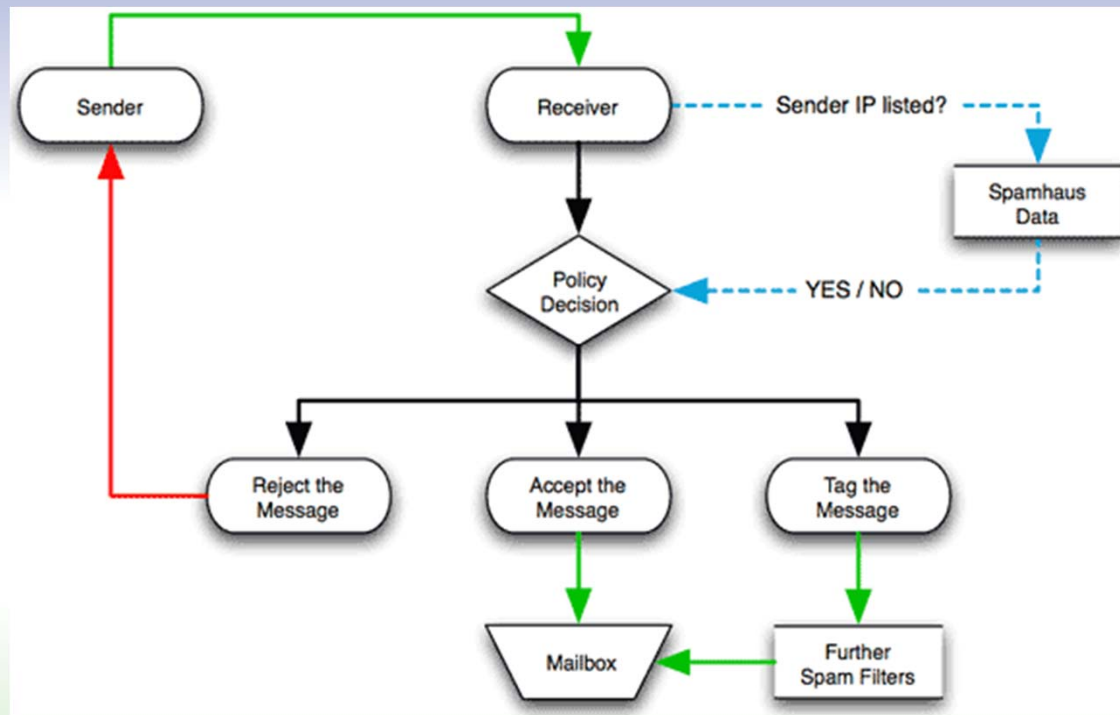 Sender
Receiver
Sender IP listed?
Spamhaus
Data
Policy
Decision
YES / NO
Reject the
Message
Accept the
Message
Tag the
Message
Mailbox
Further
Spam Filters